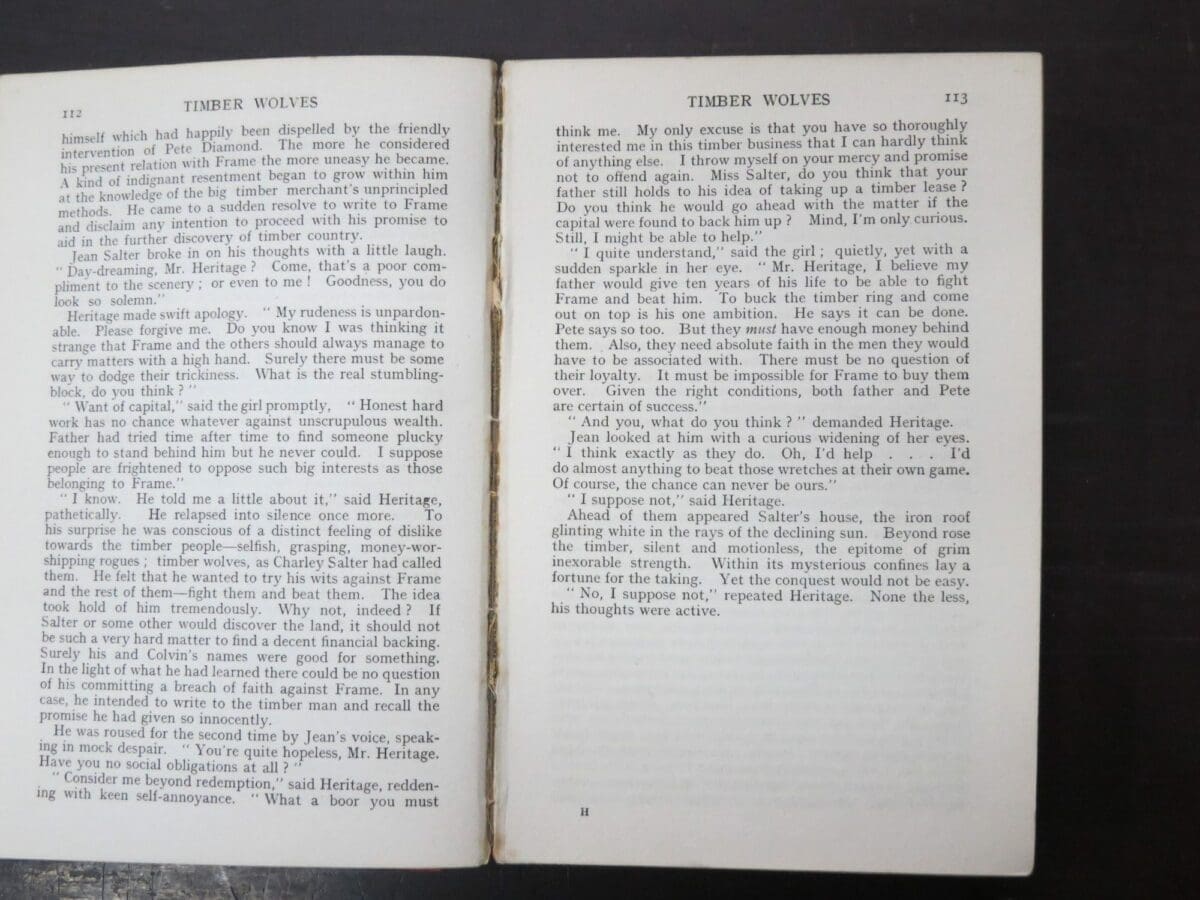 112
TIMBER WOLVES
himself which had happily been dispelled by the friendly
intervention of Pete Diamond. The more he considered
his present relation with Frame the more uneasy he became.
A kind of indignant resentment began to grow within him
at the knowledge of the big timber merchant's unprincipled
methods. He came to a sudden resolve to write to Frame
and disclaim any intention to proceed with his promise to
aid in the further discovery of timber country.
Jean Salter broke in on his thoughts with a little laugh.
" Day-dreaming, Mr. Heritage ? Come, that's a poor com-
pliment to the scenery ; or even to me ! Goodness, you do
look so solemn."
Heritage made swift apology. " My rudeness is unpardon-
able. Please forgive me. Do you know I was thinking it
strange that Frame and the others should always manage to
carry matters with a high hand. Surely there must be some
way to dodge their trickiness. What is the real stumbling-
block, do you think ? "
" Want of capital," said the girl promptly, " Honest hard
work has no chance whatever against unscrupulous wealth.
Father had tried time after time to find someone plucky
enough to stand behind him but he never could. I suppose
people are frightened to oppose such big interests as those
belonging to Frame."
" I know. He told me a little about it," said Heritage,
pathetically. He relapsed into silence once more. To
his surprise he was conscious of a distinct feeling of dislike
towards the timber people—selfish, grasping, money-wor-
shipping rogues ; timber wolves, as Charley Salter had called
them. He felt that he wanted to try his wits against Frame
and the rest of them—fight them and beat them. The idea
took hold of him tremendously. Why not, indeed ? If
Salter or some other would discover the land, it should not
be such a very hard matter to find a decent financial backing.
Surely his and Colvin's names were good for something.
In the light of what he had learned there could be no question
of his committing a breach of faith against Frame. In any
case, he intended to write to the timber man and recall the
promise he had given so innocently.
He was roused for the second time by Jean's voice, speak-
ing in mock despair. " You're quite hopeless, Mr. Heritage.
Have you no social obligations at all ? "
" Consider me beyond redemption," said Heritage, redden-
ing with keen self-annoyance. " What a boor you must
TIMBER WOLVES
113
think me. My only excuse is that you have so thoroughly
interested me in this timber business that I can hardly think
of anything else. I throw myself on your mercy and promise
not to offend again. Miss Salter, do you think that your
father still holds to his idea of taking up a timber lease ?
Do you think he would go ahead with the matter if the
capital were found to back him up ? Mind, I'm only curious.
Still, I might be able to help."
" I quite understand," said the girl ; quietly, yet with a
sudden sparkle in her eye. " Mr. Heritage, I believe my
father would give ten years of his life to be able to fight
Frame and beat him. To buck the timber ring and come
out on top is his one ambition. He says it can be done.
Pete says so too. But they must have enough money behind
them. Also, they need absolute faith in the men they would
have to be associated with. There must be no question of
their loyalty. It must be impossible for Frame to buy them
over. Given the right conditions, both father and Pete
are certain of success."
" And you, what do you think ? " demanded Heritage.
Jean looked at him with a curious widening of her eyes.
" I think exactly as they do. Oh, I'd help . . . I'd
do almost anything to beat those wretches at their own game.
Of course, the chance can never be ours."
" I suppose not," said Heritage.
Ahead of them appeared Salter's house, the iron roof
glinting white in the rays of the declining sun. Beyond rose
the timber, silent and motionless, the epitome of grim
inexorable strength. Within its mysterious confines lay a
fortune for the taking. Yet the conquest would not be easy.
" No, I suppose not," repeated Heritage. None the less,
his thoughts were active.
H